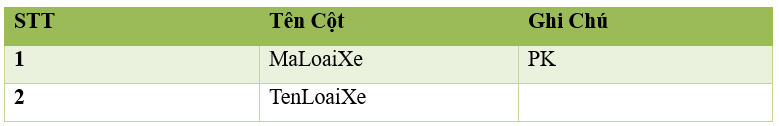 STT Tên Cột Ghi Chú
1 MaLoaiXe PK
2 TenLoaiXe